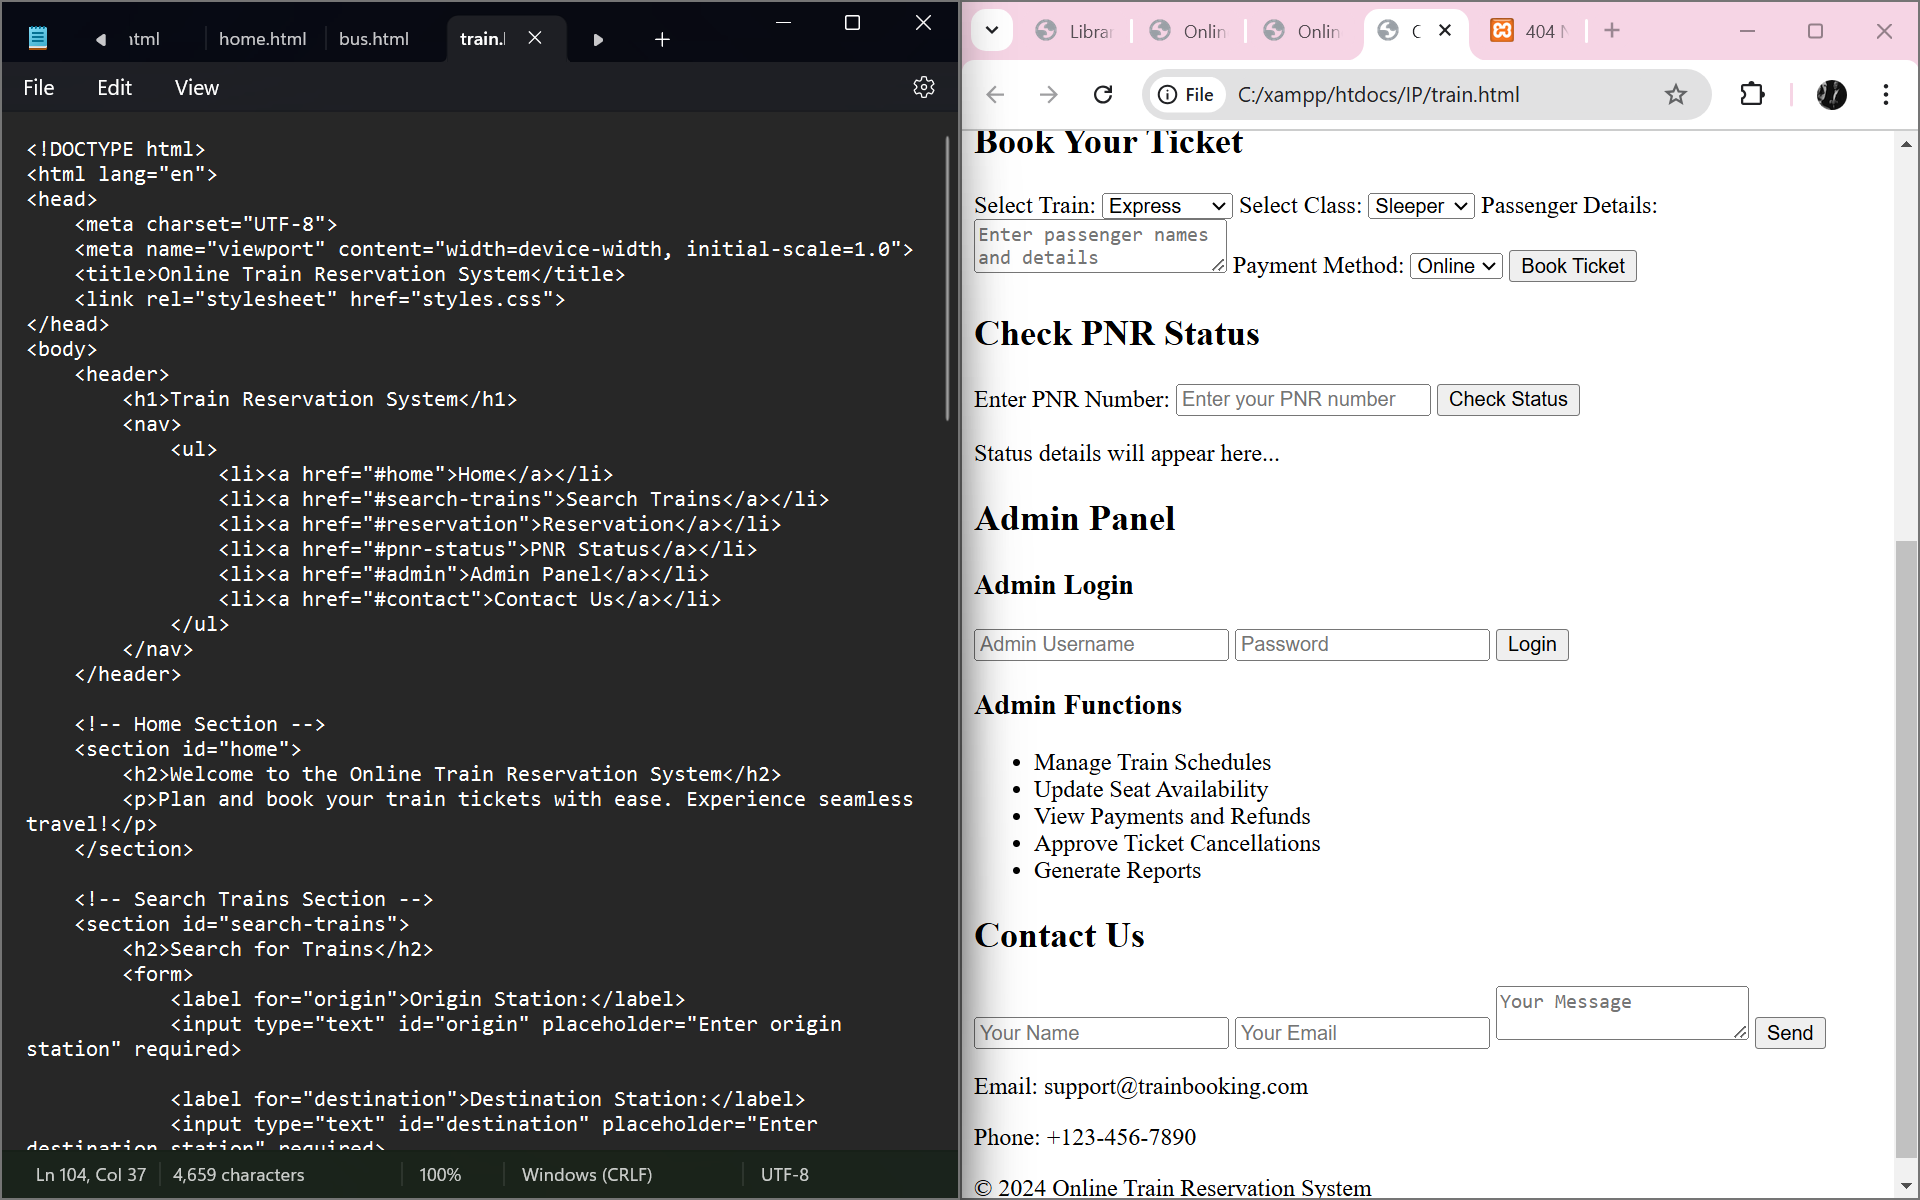 html
home.html
bus.html
train.
File
Edit
View
<!DOCTYPE html>
<html lang="en">
<head>
    <meta charset="UTF-8">
    <meta name="viewport" content="width=device-width, initial-scale=1.0">
    <title>Online Train Reservation System</title>
    <link rel="stylesheet" href="styles.css">
</head>
<body>
    <header>
        <h1>Train Reservation System</h1>
        <nav>
            <ul>
                <li><a href="#home">Home</a></li>
                <li><a href="#search-trains">Search Trains</a></li>
                <li><a href="#reservation">Reservation</a></li>
                <li><a href="#pnr-status">PNR Status</a></li>
                <li><a href="#admin">Admin Panel</a></li>
                <li><a href="#contact">Contact Us</a></li>
            </ul>
        </nav>
    </header>
    <!-- Home Section -->
    <section id="home">
        <h2>Welcome to the Online Train Reservation System</h2>
        <p>Plan and book your train tickets with ease. Experience seamless
travel!</p>
    </section>
    <!-- Search Trains Section -->
    <section id="search-trains">
        <h2>Search for Trains</h2>
        <form>
            <label for="origin">Origin Station:</label>
            <input type="text" id="origin" placeholder="Enter origin
station" required>
            <label for="destination">Destination Station:</label>
            <input type="text" id="destination" placeholder="Enter
destination station" required>
Ln 104, Col 37
4,659 characters
100%
Windows (CRLF)
UTF-8
Librar
Onlin
Onlin
C
404 N
File
C:/xampp/htdocs/IP/train.html
Book Your Ticket
Select Train: Express Select Class: Sleeper Passenger Details:
Enter passenger names
and details
Payment Method: Online Book Ticket
Check PNR Status
Enter PNR Number: Enter your PNR number Check Status
Status details will appear here...
Admin Panel
Admin Login
Admin Username Password Login
Admin Functions
• Manage Train Schedules
• Update Seat Availability
• View Payments and Refunds
• Approve Ticket Cancellations
• Generate Reports
Contact Us
Your Name Your Email Your Message Send
Email: support@trainbooking.com
Phone: +123-456-7890
© 2024 Online Train Reservation System